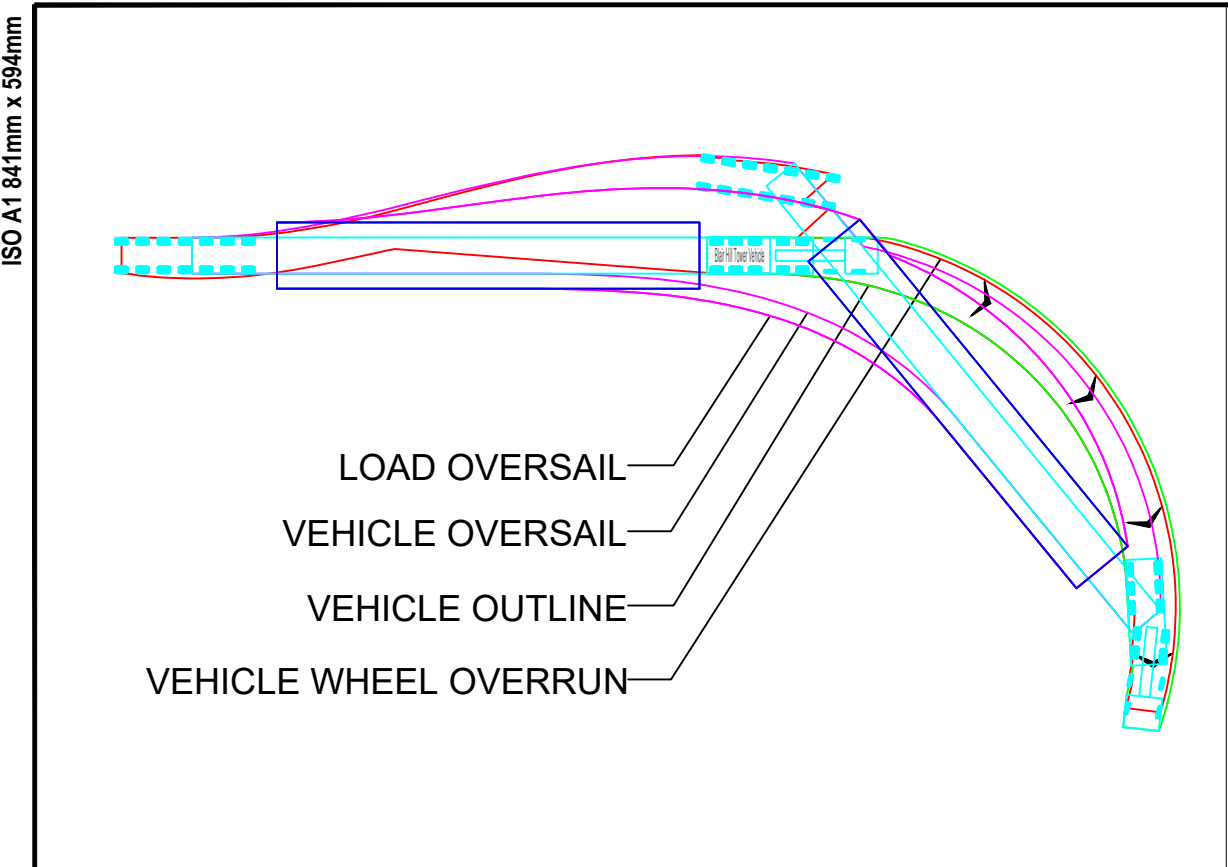 ISO A1 841mm x 594mm
Blair Hill Tower Vehicle
LOAD OVERSAIL
VEHICLE OVERSAIL
VEHICLE OUTLINE
VEHICLE WHEEL OVERRUN